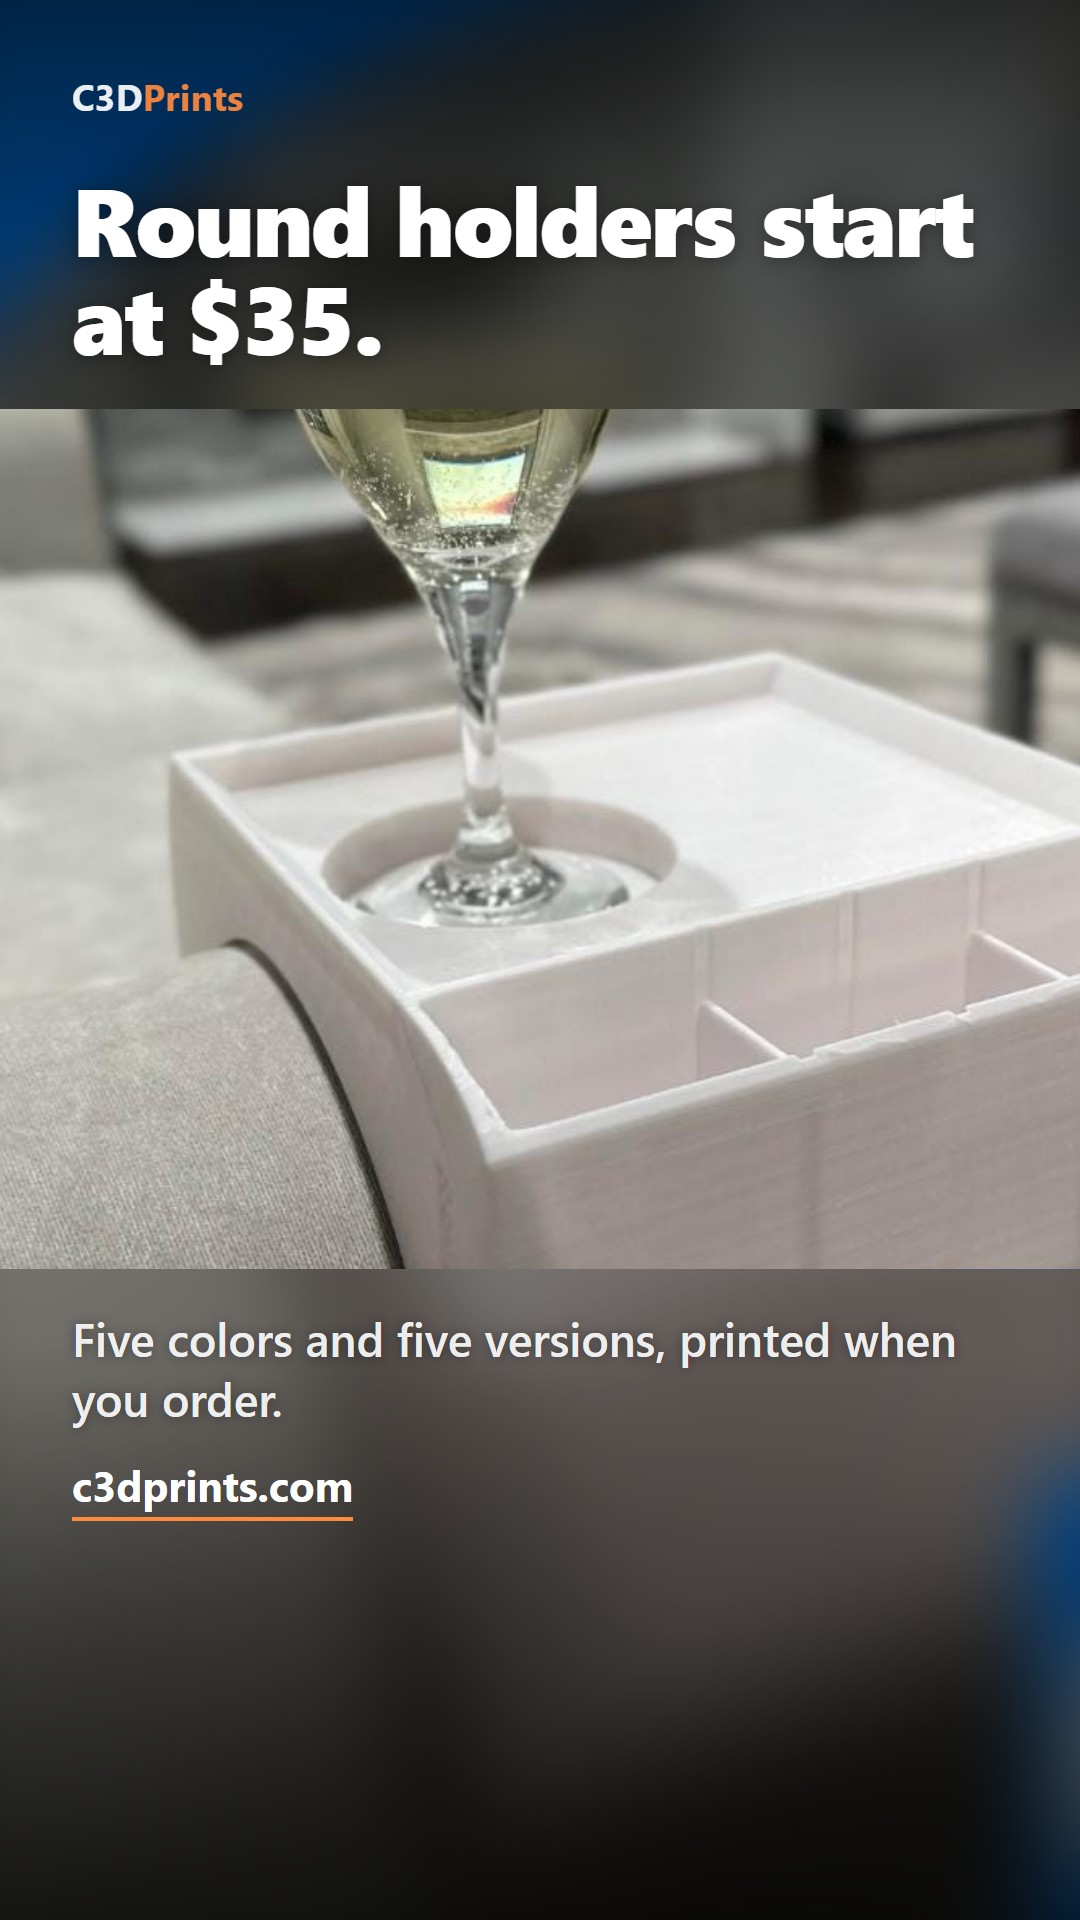 C3DPrints
Round holders start
at $35.
Five colors and five versions, printed when
you order.
c3dprints.com